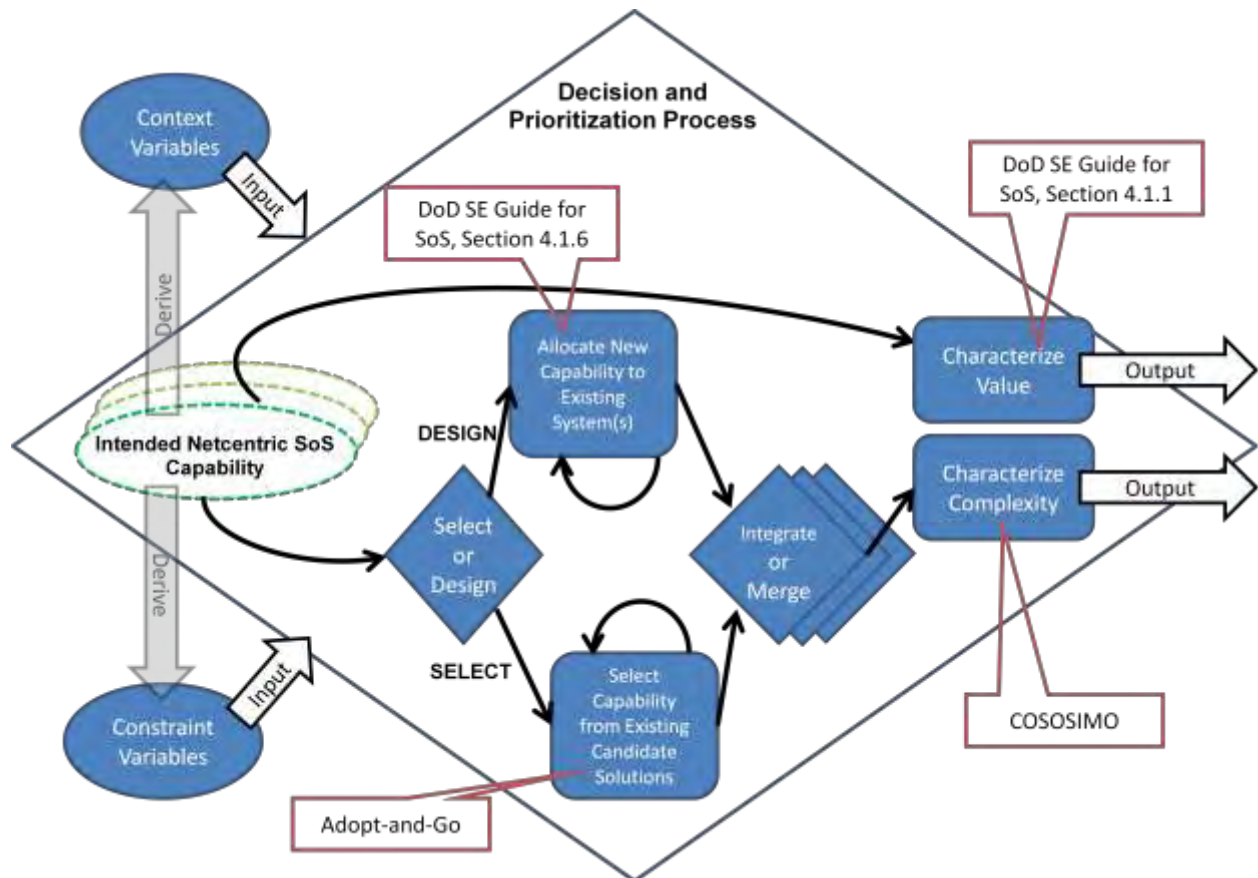 Decision and
Prioritization Process
Context
Variables
Input
DoD SE Guide for
SoS, Section 4.1.1
DoD SE Guide for
SoS, Section 4.1.6
Derive
Allocate New
Capability to
Existing
System(s)
Characterize
Value
Output
Intended Netcentric SoS
Capability
DESIGN
Characterize
Complexity
Output
Select
or
Design
Integrate
or
Merge
Derive
Input
SELECT
Select
Capability
from Existing
Candidate
Solutions
Constraint
Variables
COSOSIMO
Adopt-and-Go